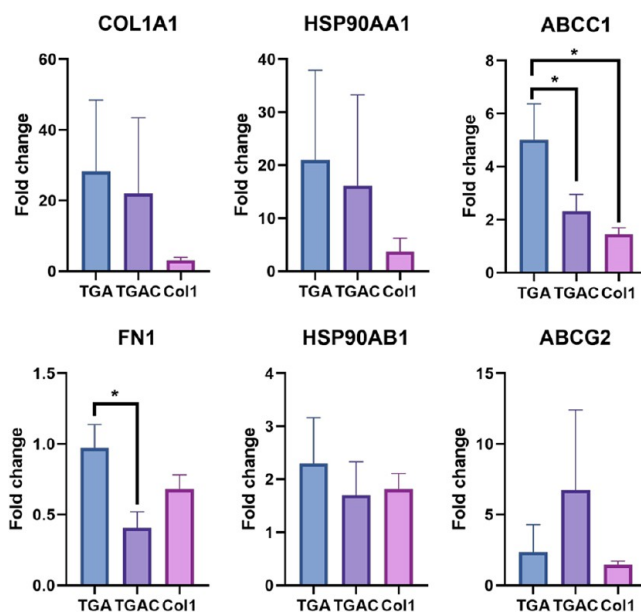 COL1A1
Fold change
60
40
20
0
TGA TGAC Col1
HSP90AA1
Fold change
40
30
20
10
0
TGA TGAC Col1
ABCC1
Fold change
8
6
4
2
0
*
*
TGA TGAC Col1
FN1
Fold change
1.5
1.0
0.5
0.0
*
TGA TGAC Col1
HSP90AB1
Fold change
4
3
2
1
0
TGA TGAC Col1
ABCG2
Fold change
15
10
5
0
TGA TGAC Col1